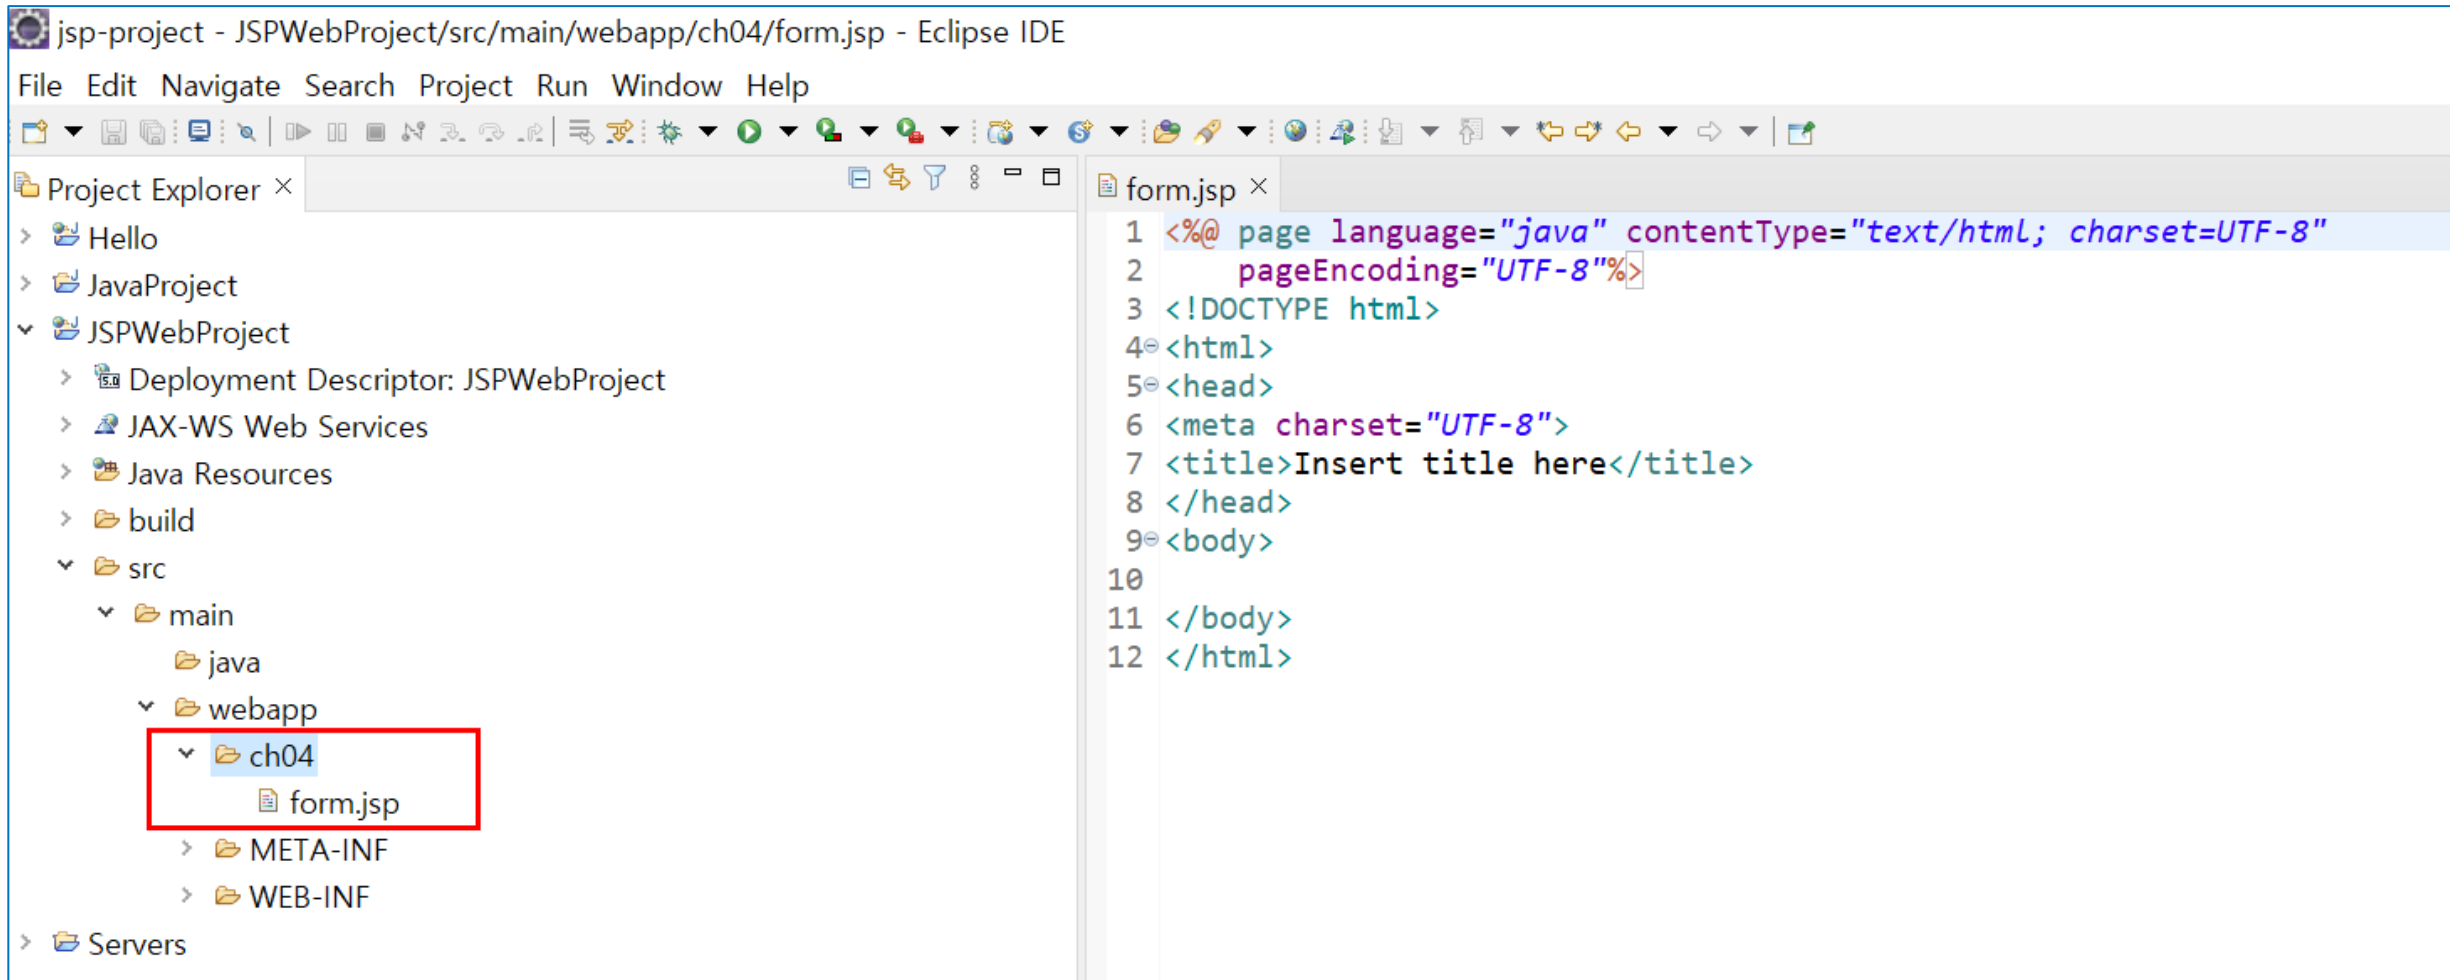 jsp-project - JSPWebProject/src/main/webapp/ch04/form.jsp - Eclipse IDE
File Edit Navigate Search Project Run Window Help
Project Explorer
Hello
JavaProject
JSPWebProject
Deployment Descriptor: JSPWebProject
JAX-WS Web Services
Java Resources
build
src
main
java
webapp
ch04
form.jsp
META-INF
WEB-INF
Servers
form.jsp
1 <%@ page language="java" contentType="text/html; charset=UTF-8"
2     pageEncoding="UTF-8"%>
3 <!DOCTYPE html>
4 <html>
5 <head>
6 <meta charset="UTF-8">
7 <title>Insert title here</title>
8 </head>
9 <body>
10
11 </body>
12 </html>